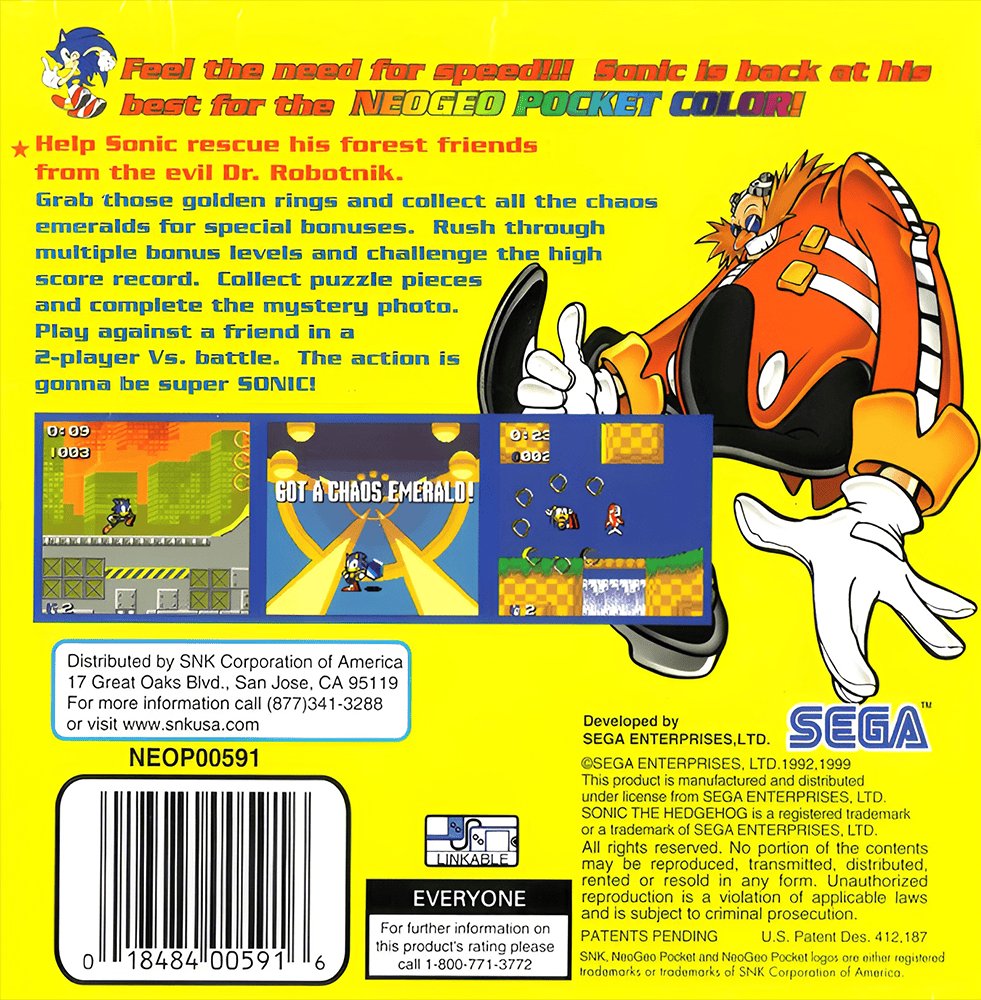 Feel the need for speed!!! Sonic is back at his
best for the NEOGEO POCKET COLOR!
★ Help Sonic rescue his forest friends
from the evil Dr. Robotnik.
Grab those golden rings and collect all the chaos
emeralds for special bonuses. Rush through
multiple bonus levels and challenge the high
score record. Collect puzzle pieces
and complete the mystery photo.
Play against a friend in a
2-player Vs. battle. The action is
gonna be super SONIC!
0:09
1003
2
GOT A CHAOS EMERALD!
0:23
0002
2
Distributed by SNK Corporation of America
17 Great Oaks Blvd., San Jose, CA 95119
For more information call (877)341-3288
or visit www.snkusa.com
NEOP00591
0 18484 00591 6
LINKABLE
EVERYONE
For further information on
this product's rating please
call 1-800-771-3772
Developed by
SEGA ENTERPRISES,LTD.
SEGA™
©SEGA ENTERPRISES, LTD.1992,1999
This product is manufactured and distributed
under license from SEGA ENTERPRISES, LTD.
SONIC THE HEDGEHOG is a registered trademark
or a trademark of SEGA ENTERPRISES, LTD.
All rights reserved. No portion of the contents
may be reproduced, transmitted, distributed,
rented or resold in any form. Unauthorized
reproduction is a violation of applicable laws
and is subject to criminal prosecution.
PATENTS PENDING U.S. Patent Des. 412,187
SNK, NeoGeo Pocket and NeoGeo Pocket logos are either registored
trademarks or trademarks of SNK Corporation of America.